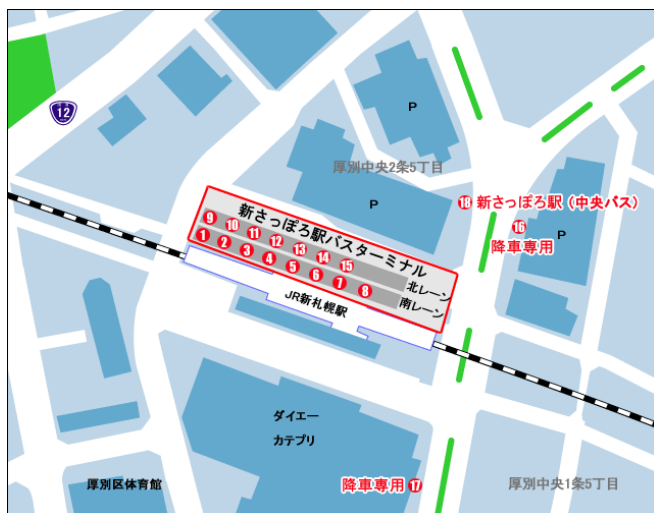 12
P
厚別中央2条5丁目
P
⑱ 新さっぽろ駅（中央バス）
⑯
降車専用
P
新さっぽろ駅バスターミナル
⑨ ⑩ ⑪ ⑫ ⑬ ⑭ ⑮
北レーン
① ② ③ ④ ⑤ ⑥ ⑦ ⑧
南レーン
JR新札幌駅
ダイエー
カテプリ
厚別区体育館
降車専用 ⑰
厚別中央1条5丁目